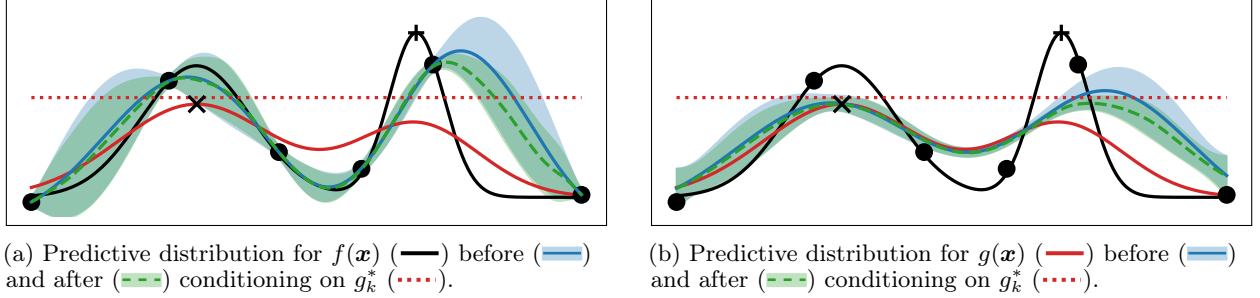 (a) Predictive distribution for f(x) ( ) before ( )
and after ( ) conditioning on g*k ( ).
(b) Predictive distribution for g(x) ( ) before ( )
and after ( ) conditioning on g*k ( ).